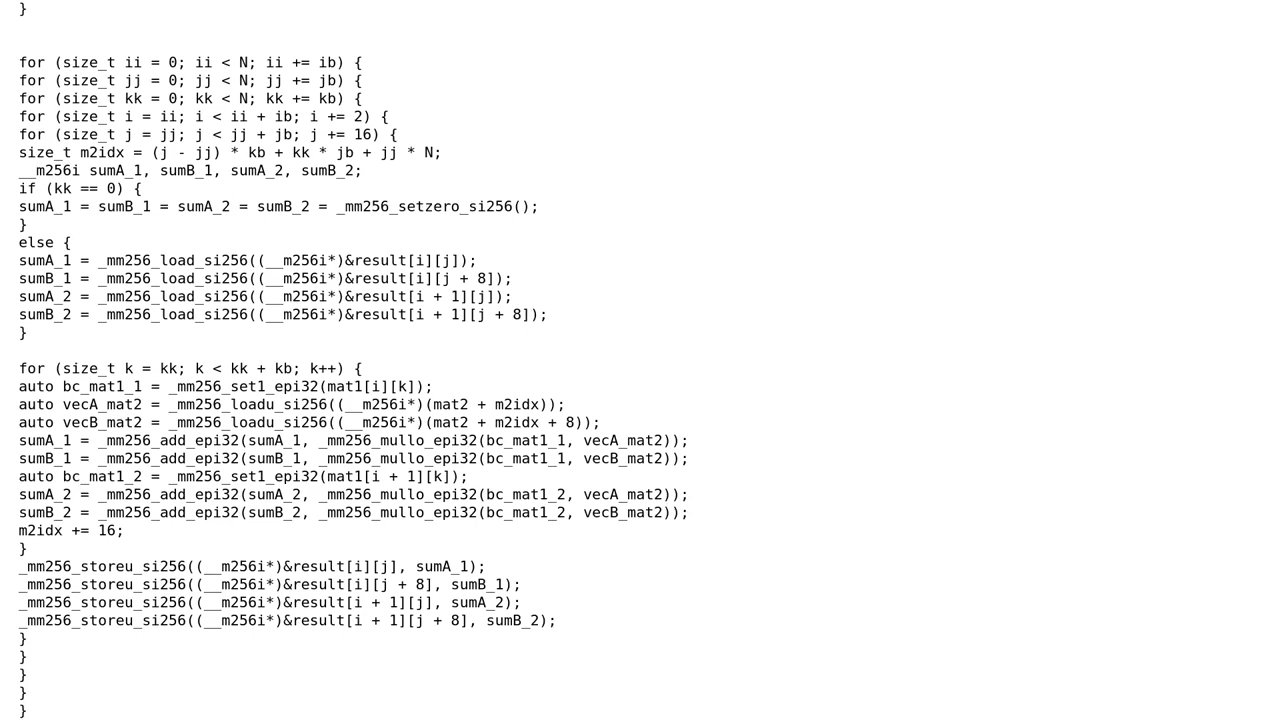 }
for (size_t ii = 0; ii < N; ii += ib) {
for (size_t jj = 0; jj < N; jj += jb) {
for (size_t kk = 0; kk < N; kk += kb) {
for (size_t i = ii; i < ii + ib; i += 2) {
for (size_t j = jj; j < jj + jb; j += 16) {
size_t m2idx = (j - jj) * kb + kk * jb + jj * N;
__m256i sumA_1, sumB_1, sumA_2, sumB_2;
if (kk == 0) {
sumA_1 = sumB_1 = sumA_2 = sumB_2 = _mm256_setzero_si256();
}
else {
sumA_1 = _mm256_load_si256((__m256i*)&result[i][j]);
sumB_1 = _mm256_load_si256((__m256i*)&result[i][j + 8]);
sumA_2 = _mm256_load_si256((__m256i*)&result[i + 1][j]);
sumB_2 = _mm256_load_si256((__m256i*)&result[i + 1][j + 8]);
}
for (size_t k = kk; k < kk + kb; k++) {
auto bc_mat1_1 = _mm256_set1_epi32(mat1[i][k]);
auto vecA_mat2 = _mm256_loadu_si256((__m256i*)(mat2 + m2idx));
auto vecB_mat2 = _mm256_loadu_si256((__m256i*)(mat2 + m2idx + 8));
sumA_1 = _mm256_add_epi32(sumA_1, _mm256_mullo_epi32(bc_mat1_1, vecA_mat2));
sumB_1 = _mm256_add_epi32(sumB_1, _mm256_mullo_epi32(bc_mat1_1, vecB_mat2));
auto bc_mat1_2 = _mm256_set1_epi32(mat1[i + 1][k]);
sumA_2 = _mm256_add_epi32(sumA_2, _mm256_mullo_epi32(bc_mat1_2, vecA_mat2));
sumB_2 = _mm256_add_epi32(sumB_2, _mm256_mullo_epi32(bc_mat1_2, vecB_mat2));
m2idx += 16;
}
_mm256_storeu_si256((__m256i*)&result[i][j], sumA_1);
_mm256_storeu_si256((__m256i*)&result[i][j + 8], sumB_1);
_mm256_storeu_si256((__m256i*)&result[i + 1][j], sumA_2);
_mm256_storeu_si256((__m256i*)&result[i + 1][j + 8], sumB_2);
}
}
}
}
}